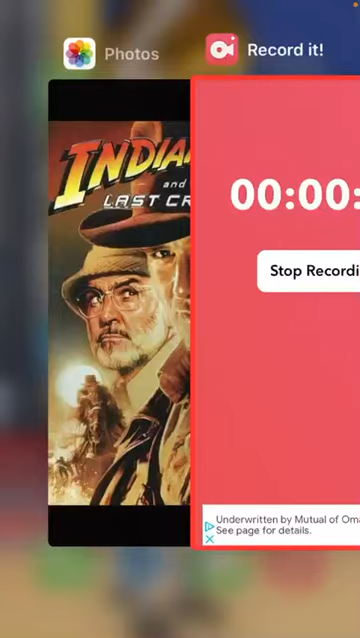 Photos
Record it!
INDIA
and
LAST CR
00:00:
Stop Recordi
Underwritten by Mutual of Oma
See page for details.